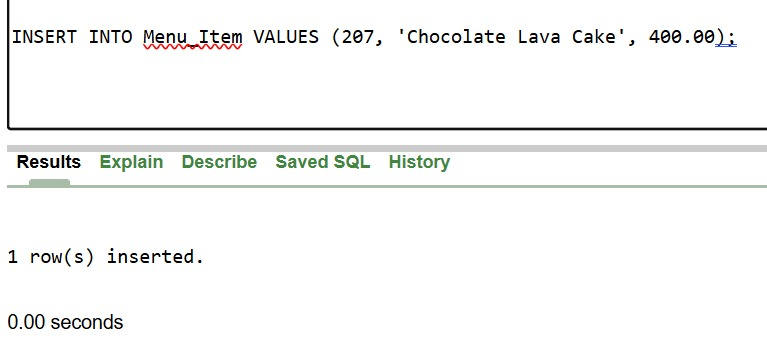 INSERT INTO Menu_Item VALUES (207, 'Chocolate Lava Cake', 400.00);
Results Explain Describe Saved SQL History
1 row(s) inserted.
0.00 seconds